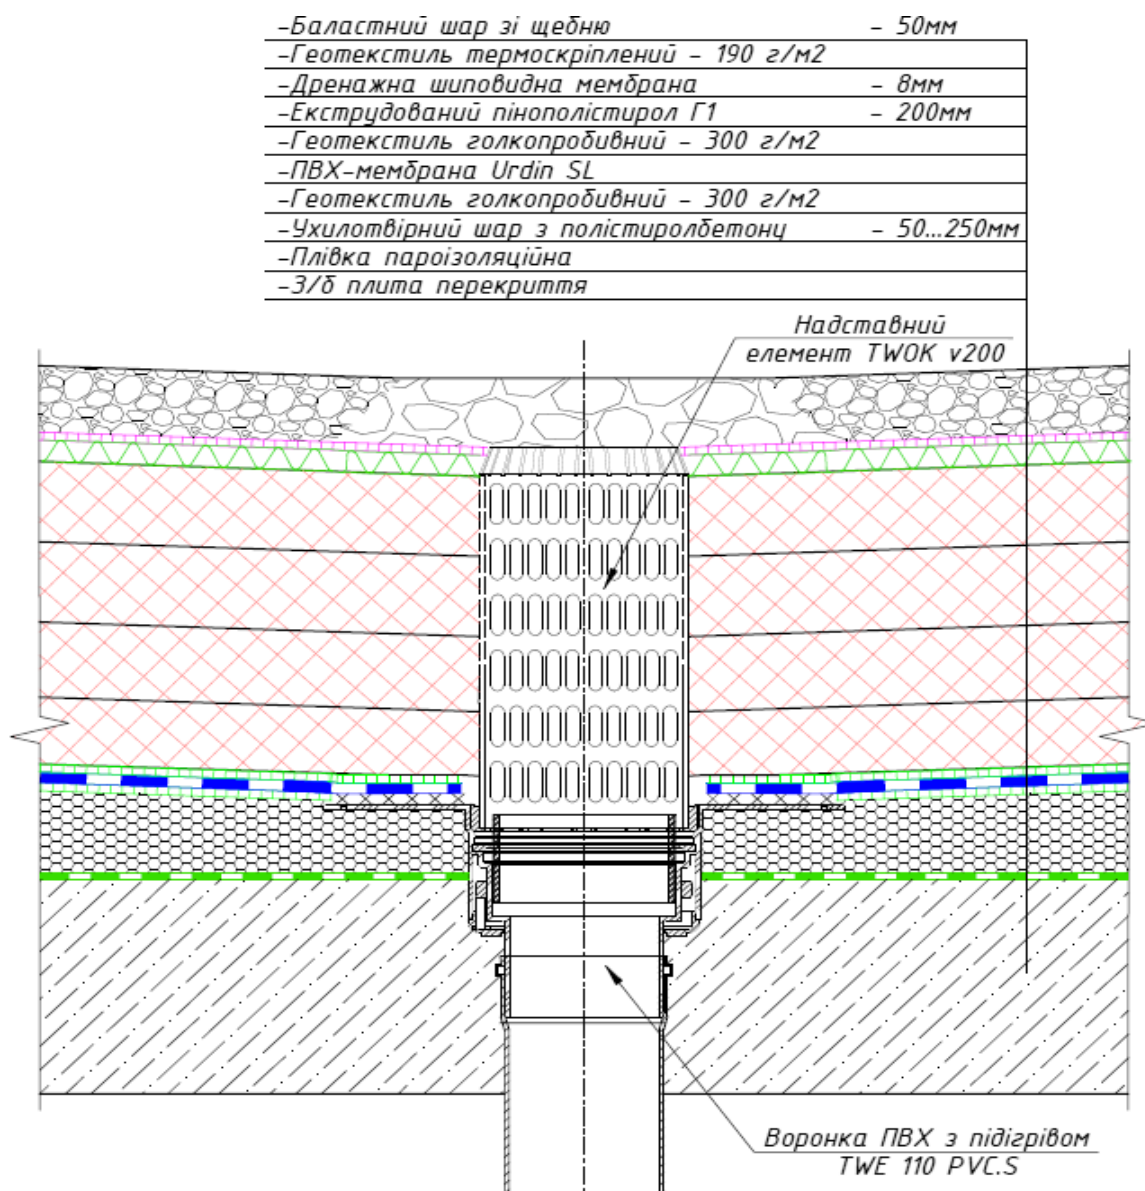 -Баластний шар зі щебню - 50мм
-Геотекстиль термоскріплений - 190 г/м2
-Дренажна шиповидна мембрана - 8мм
-Екструдований пінополістирол Г1 - 200мм
-Геотекстиль голкопробивний - 300 г/м2
-ПВХ-мембрана Urdin SL
-Геотекстиль голкопробивний - 300 г/м2
-Ухилотвірний шар з полістиролбетону - 50...250мм
-Плівка пароізоляційна
-З/б плита перекриття
Надставний
елемент TWOK v200
Воронка ПВХ з підігрівом
TWE 110 PVC.S